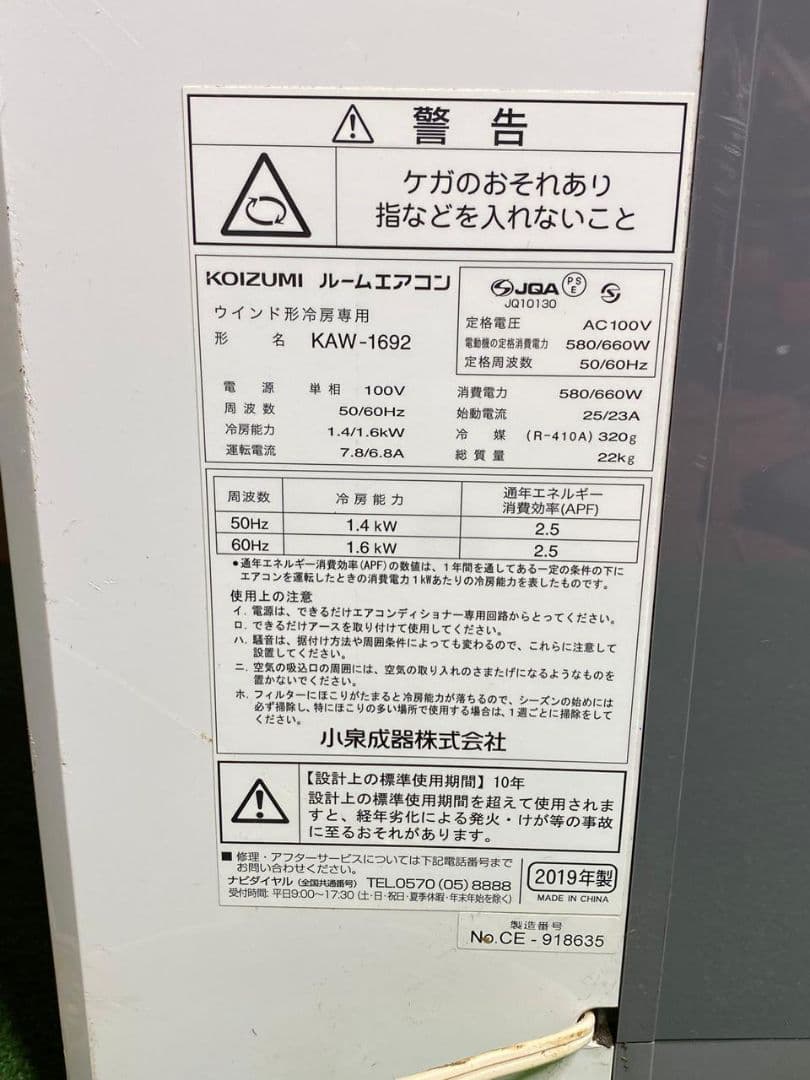 警告
ケガのおそれあり
指などを入れないこと
KOIZUMI ルームエアコン
ウインド形冷房専用
形名 KAW-1692
JQA PSE S
JQ10130
定格電圧 AC100V
電動機の定格消費電力 580/660W
定格周波数 50/60Hz
電源 単相 100V
周波数 50/60Hz
冷房能力 1.4/1.6kW
運転電流 7.8/6.8A
消費電力 580/660W
始動電流 25/23A
冷媒 (R-410A) 320g
総質量 22kg
周波数 冷房能力 通年エネルギー消費効率(APF)
50Hz 1.4 kW 2.5
60Hz 1.6 kW 2.5
●通年エネルギー消費効率(APF)の数値は、1年間を通してある一定の条件の下に
エアコンを運転したときの消費電力1kWあたりの冷房能力を表したものです。
使用上の注意
イ. 電源は、できるだけエアコンディショナー専用回路からとってください。
ロ. できるだけアースを取り付けて使用してください。
ハ. 騒音は、据付け方法や周囲条件によっても変わるので、これらに注意して
設置してください。
ニ. 空気の吸込口の周囲には、空気の取り入れのさまたげになるようなものを
置かないでください。
ホ. フィルターにほこりがたまると冷房能力が落ちるので、シーズンの始めには
必ず掃除し、特にほこりの多い場所で使用する場合は、1週ごとに掃除をして
ください。
小泉成器株式会社
【設計上の標準使用期間】10年
設計上の標準使用期間を超えて使用されま
すと、経年劣化による発火・けが等の事故
に至るおそれがあります。
■ 修理・アフターサービスについては下記電話番号まで
お問い合わせください。
ナビダイヤル (全国共通番号) TEL.0570 (05) 8888
受付時間: 平日9:00〜17:30 (土・日・祝日・夏季休暇・年末年始を除く)
2019年製
MADE IN CHINA
製造番号
No.CE - 918635